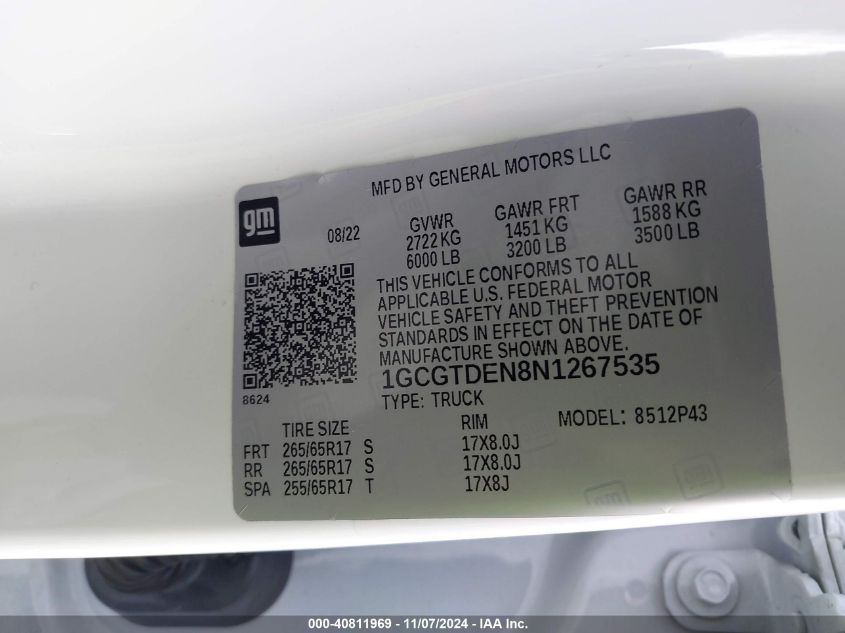 MFD BY GENERAL MOTORS LLC
gm
08/22
GVWR GAWR FRT GAWR RR
2722 KG 1451 KG 1588 KG
6000 LB 3200 LB 3500 LB
THIS VEHICLE CONFORMS TO ALL
APPLICABLE U.S. FEDERAL MOTOR
VEHICLE SAFETY AND THEFT PREVENTION
STANDARDS IN EFFECT ON THE DATE OF
MANUFACTURE SHOWN ABOVE.
1GCGTDEN8N1267535
8624
TYPE: TRUCK
MODEL: 8512P43
TIRE SIZE RIM
FRT 265/65R17 S 17X8.0J
RR 265/65R17 S 17X8.0J
SPA 255/65R17 T 17X8J
000-40811969 - 11/07/2024 - IAA Inc.